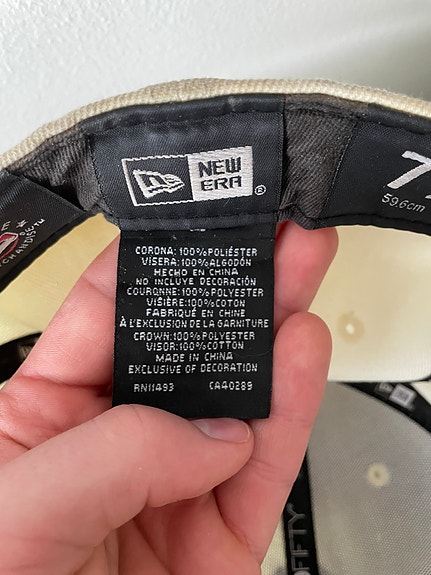 NEW
ERA®
7
59.6cm
CORONA:100%POLIÉSTER
VISERA:100%ALGODÓN
HECHO EN CHINA
NO INCLUYE DECORACIÓN
COURONNE:100%POLYESTER
VISIÈRE:100%COTON
FABRIQUÉ EN CHINE
À L'EXCLUSION DE LA GARNITURE
CROWN:100%POLYESTER
VISOR:100%COTTON
MADE IN CHINA
EXCLUSIVE OF DECORATION
RN11493 CA40289
FIFTY